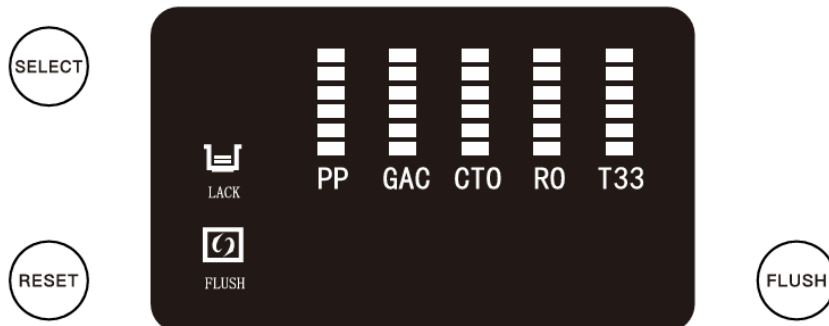 SELECT
PP GAC CTO RO T33
LACK
RESET
FLUSH
FLUSH